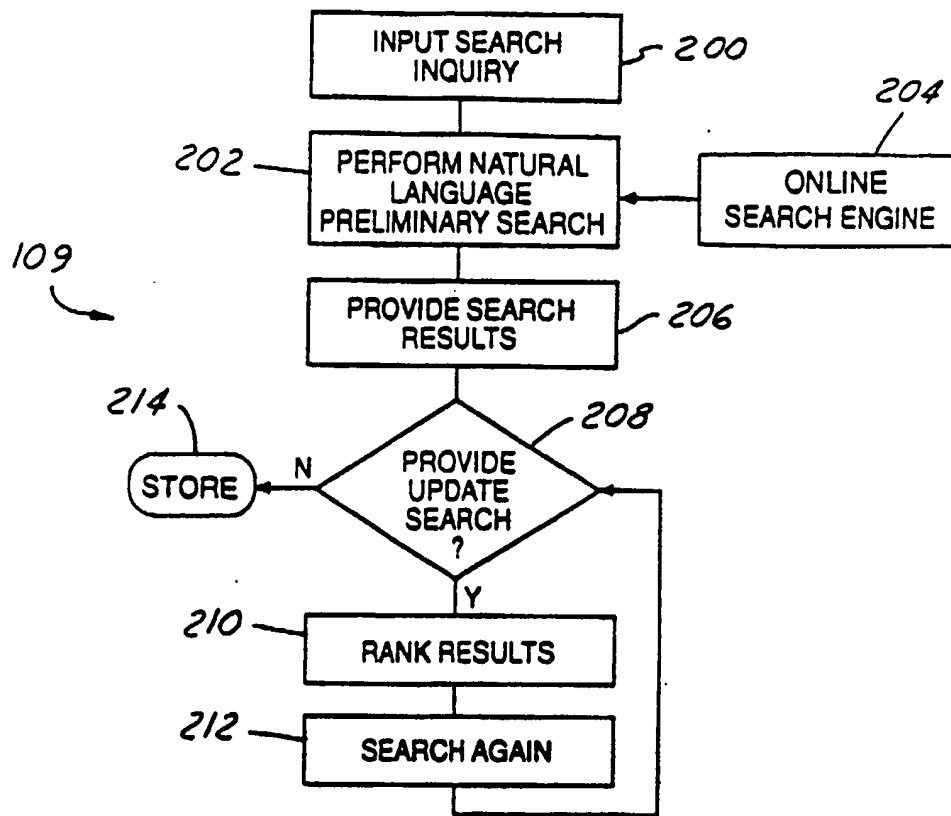 INPUT SEARCH
INQUIRY
200
204
202
PERFORM NATURAL
LANGUAGE
PRELIMINARY SEARCH
ONLINE
SEARCH ENGINE
109
PROVIDE SEARCH
RESULTS
206
214
208
STORE
N
PROVIDE
UPDATE
SEARCH
?
Y
210
RANK RESULTS
212
SEARCH AGAIN